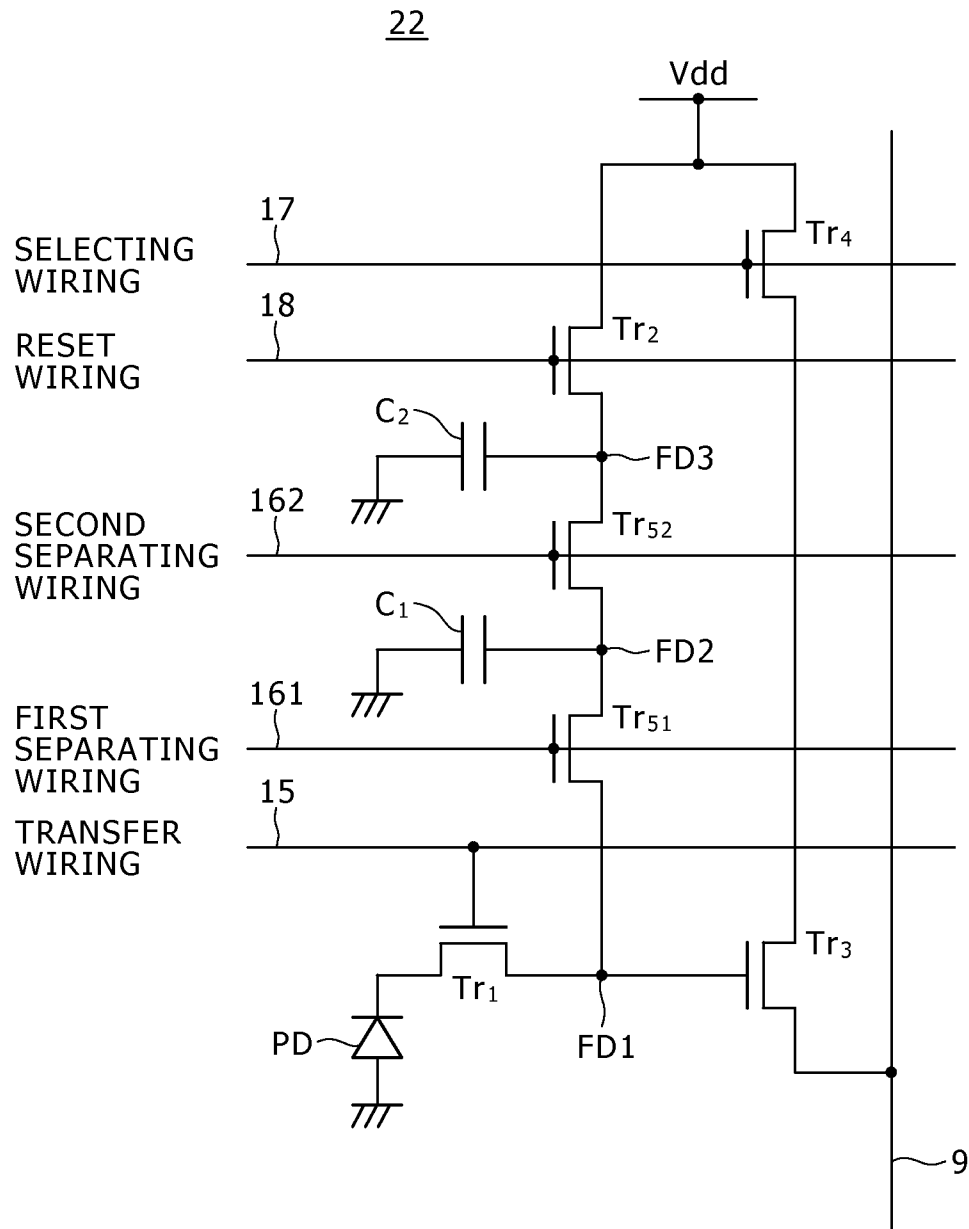 22
Vdd
17
SELECTING
WIRING
Tr4
18
RESET
WIRING
Tr2
C2
FD3
162
SECOND
SEPARATING
WIRING
Tr52
C1
FD2
161
FIRST
SEPARATING
WIRING
Tr51
15
TRANSFER
WIRING
Tr3
Tr1
PD
FD1
9